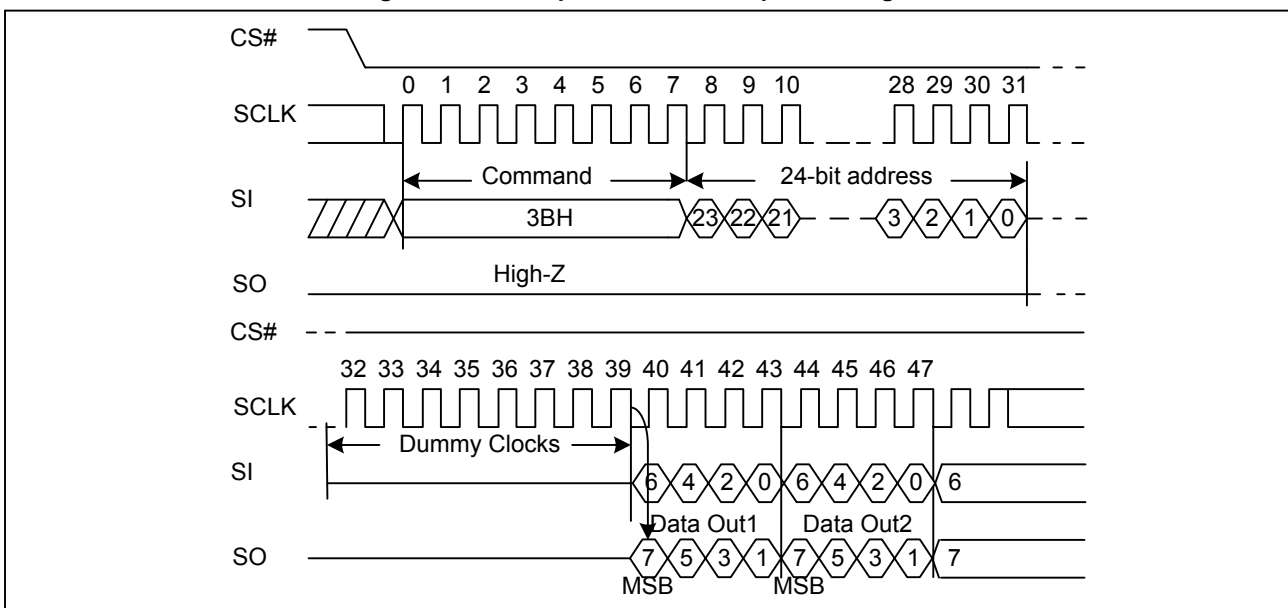 CS#
0 1 2 3 4 5 6 7 8 9 10 28 29 30 31
SCLK
Command 24-bit address
SI
3BH 23 22 21 3 2 1 0
High-Z
SO
CS#
32 33 34 35 36 37 38 39 40 41 42 43 44 45 46 47
SCLK
Dummy Clocks
SI
6 4 2 0 6 4 2 0 6
Data Out1 Data Out2
SO
7 5 3 1 7 5 3 1 7
MSB MSB